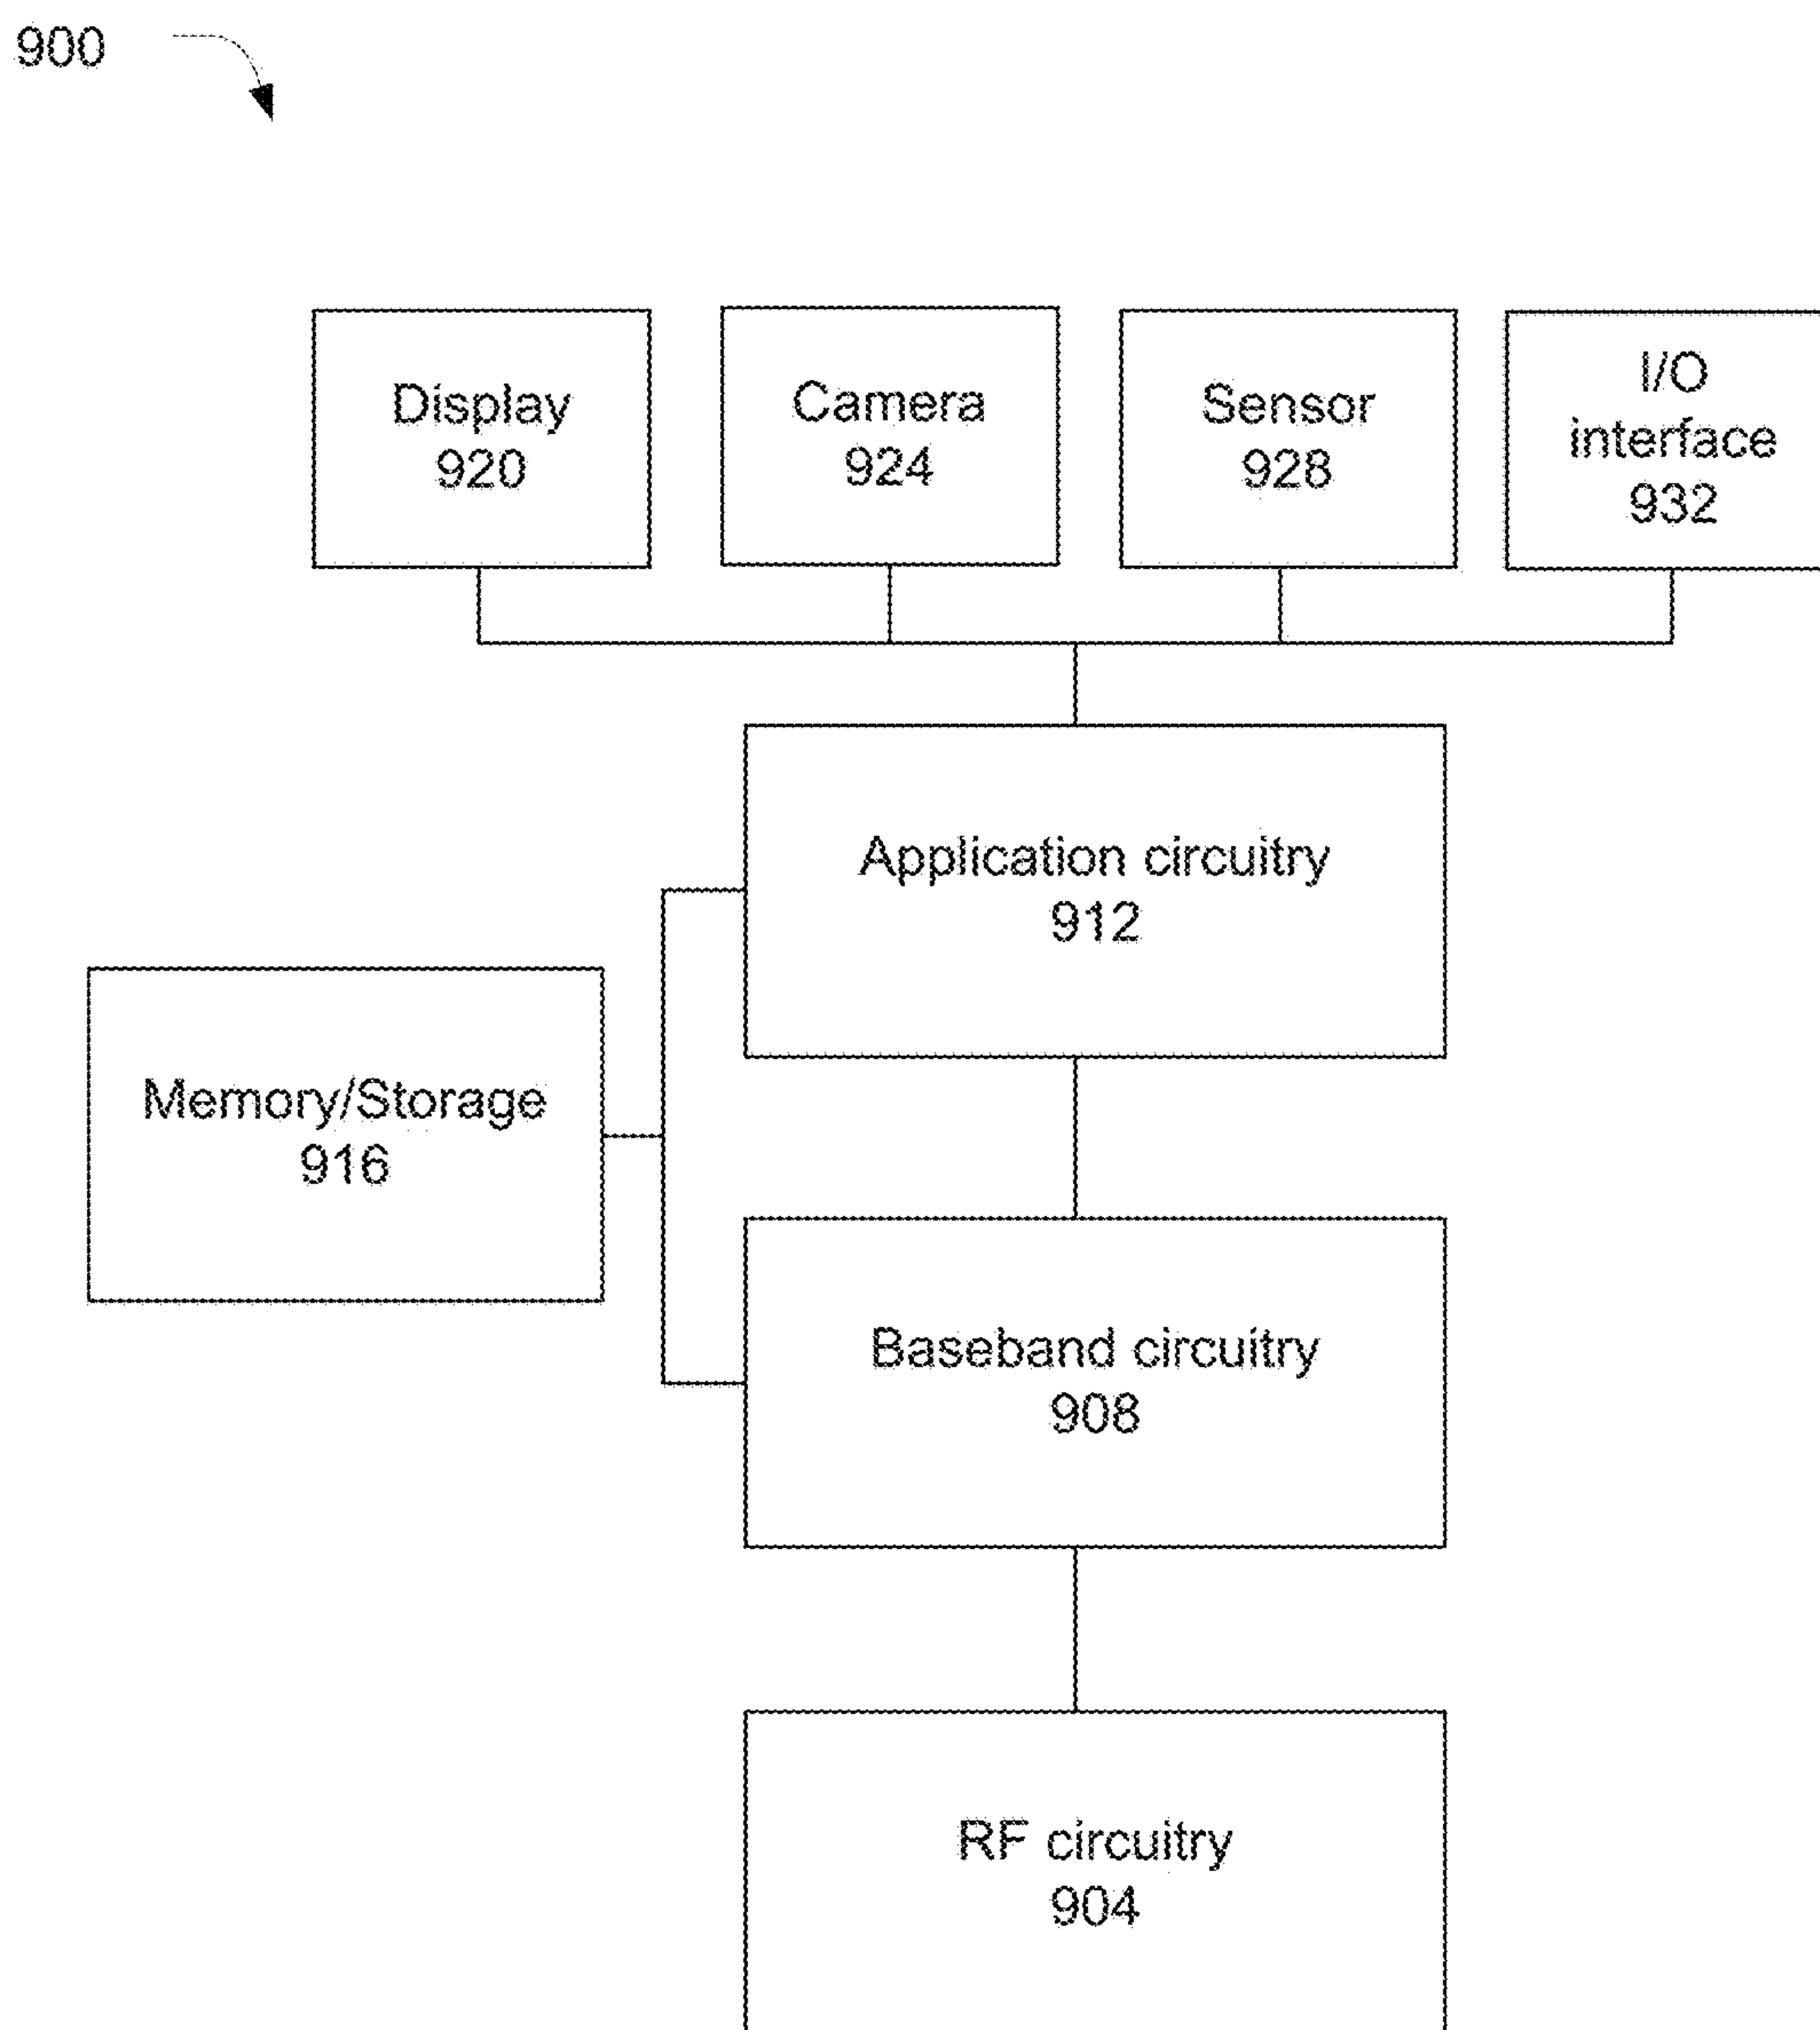 900
Display
920
Camera
924
Sensor
928
I/O
interface
932
Application circuitry
912
Memory/Storage
916
Baseband circuitry
908
RF circuitry
904